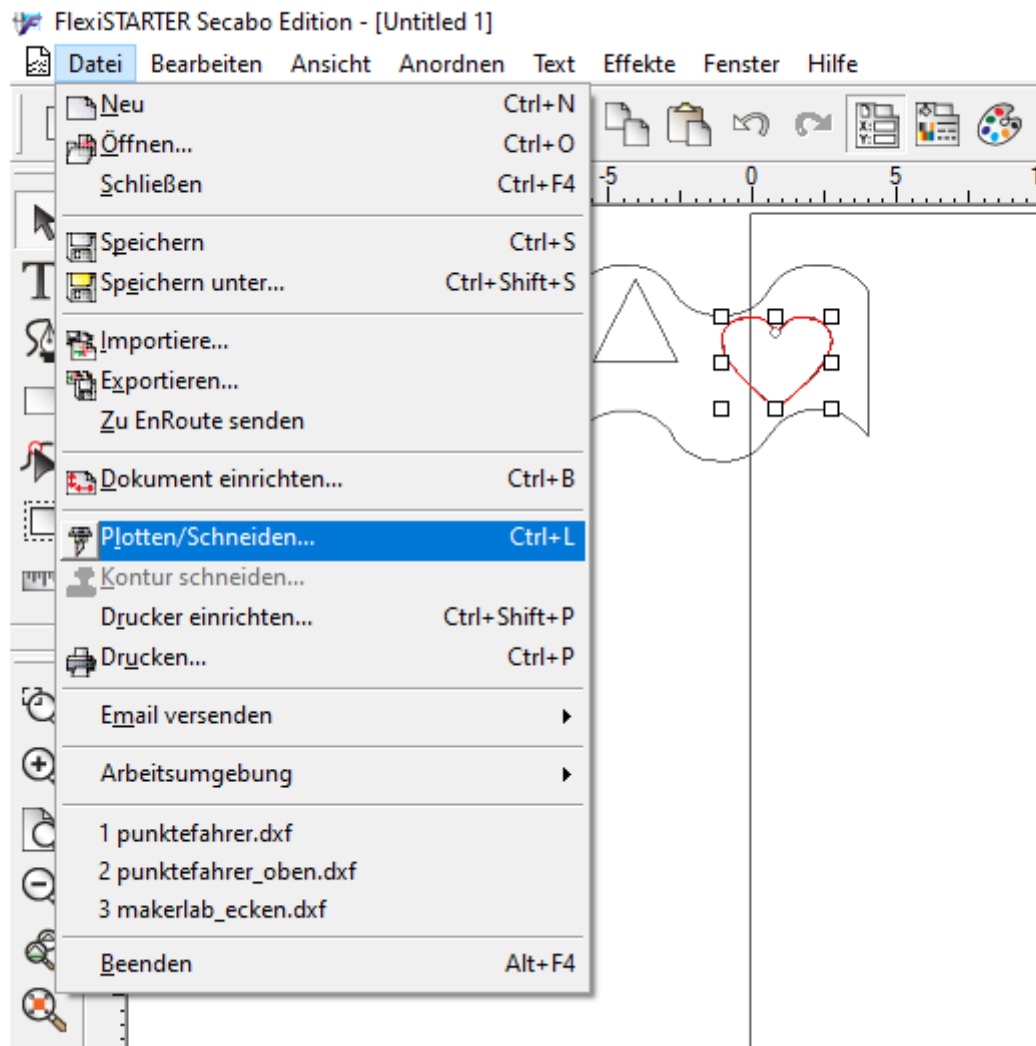 FlexiSTARTER Secabo Edition - [Untitled 1]
Datei Bearbeiten Ansicht Anordnen Text Effekte Fenster Hilfe
Neu Ctrl+N
Öffnen... Ctrl+O
Schließen Ctrl+F4
Speichern Ctrl+S
Speichern unter... Ctrl+Shift+S
Importiere...
Exportieren...
Zu EnRoute senden
Dokument einrichten... Ctrl+B
Plotten/Schneiden... Ctrl+L
Kontur schneiden...
Drucker einrichten... Ctrl+Shift+P
Drucken... Ctrl+P
Email versenden
Arbeitsumgebung
1 punktefahrer.dxf
2 punktefahrer_oben.dxf
3 makerlab_ecken.dxf
Beenden Alt+F4
X:
Y:
-5 0 5
T